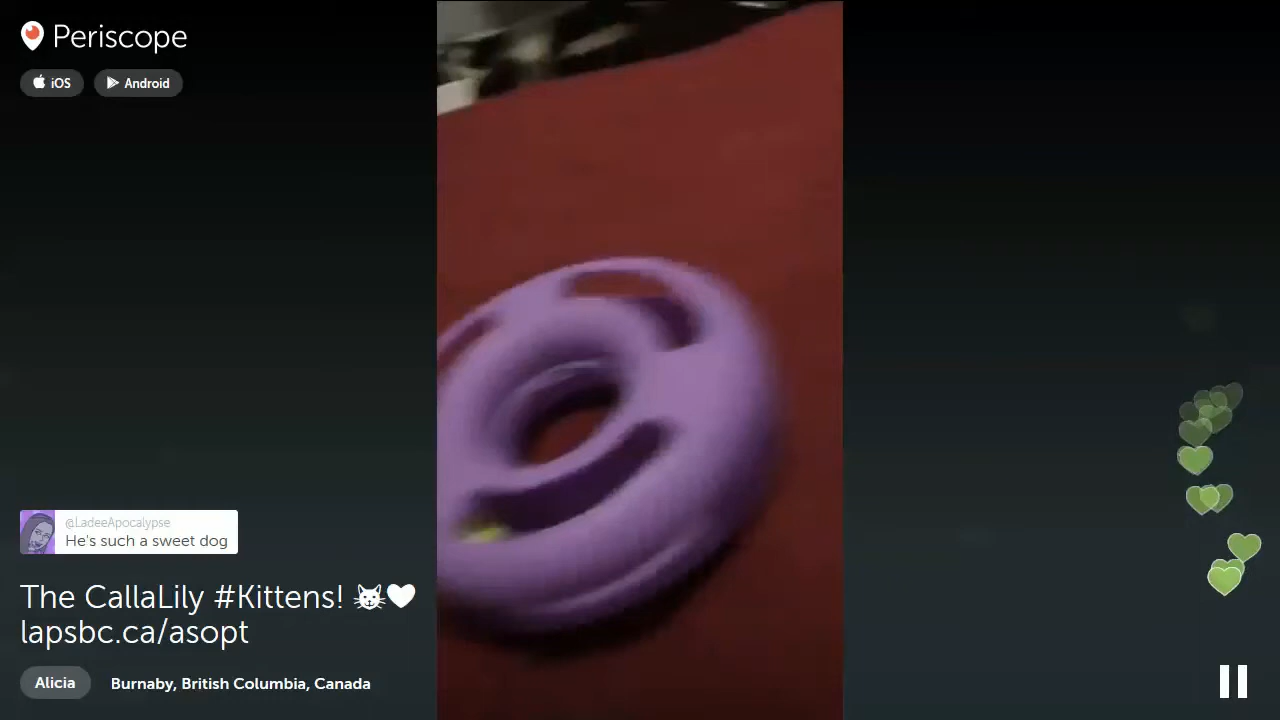 Periscope
iOS
Android
@LadeeApocalypse
He's such a sweet dog
The CallaLily #Kittens! 😺🤍
lapsbc.ca/asopt
Alicia
Burnaby, British Columbia, Canada